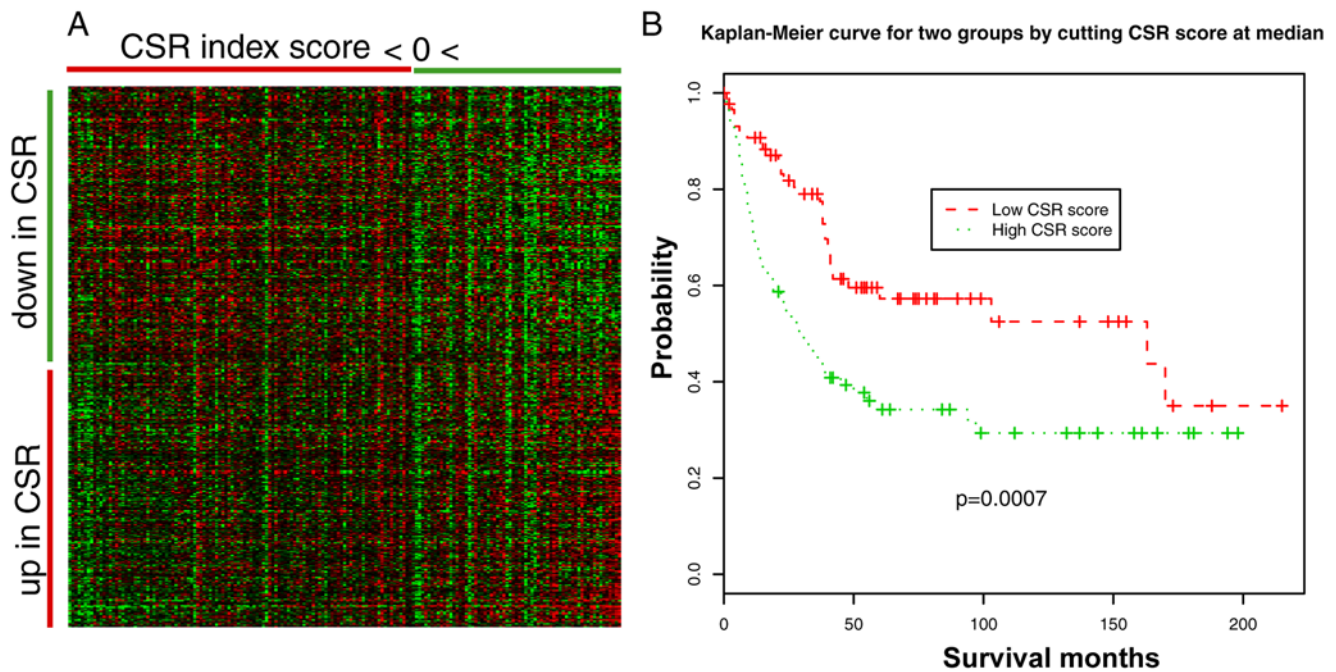 A
CSR index score < 0 <
down in CSR
up in CSR
B
Kaplan-Meier curve for two groups by cutting CSR score at median
Probability
1.0
0.8
0.6
0.4
0.2
0.0
Low CSR score
High CSR score
p=0.0007
0
50
100
150
200
Survival months